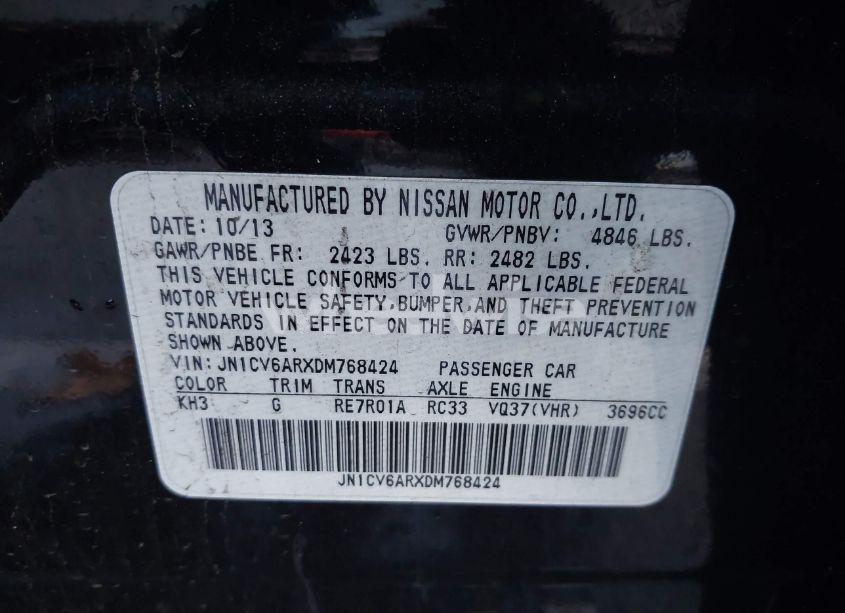 MANUFACTURED BY NISSAN MOTOR CO.,LTD.
DATE: 10/13 GVWR/PNBV: 4846 LBS.
GAWR/PNBE FR: 2423 LBS. RR: 2482 LBS.
THIS VEHICLE CONFORMS TO ALL APPLICABLE FEDERAL
MOTOR VEHICLE SAFETY,BUMPER,AND THEFT PREVENTION
STANDARDS IN EFFECT ON THE DATE OF MANUFACTURE
SHOWN ABOVE.
VIN:JN1CV6ARXDM768424 PASSENGER CAR
COLOR TRIM TRANS AXLE ENGINE
KH3 G RE7R01A RC33 VQ37(VHR) 3696CC
JN1CV6ARXDM768424